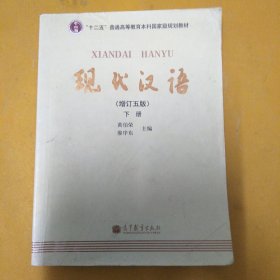 "十二五"普通高等教育本科国家级规划教材
XIANDAI HANYU
现代汉语
(增订五版)
下册
黄伯荣
廖序东 主编
高等教育出版社